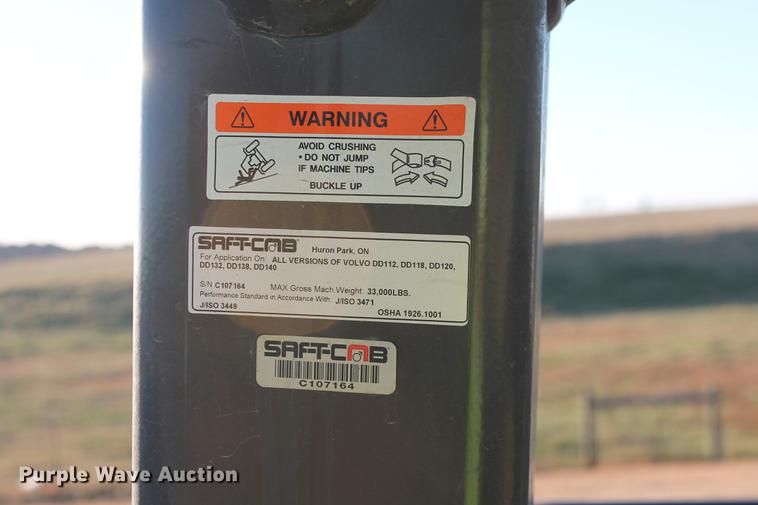 WARNING
AVOID CRUSHING
• DO NOT JUMP
IF MACHINE TIPS
BUCKLE UP
SAFT-CAB Huron Park, ON
For Application On: ALL VERSIONS OF VOLVO DD112, DD118, DD120,
DD132, DD138, DD140
S/N C107164 MAX Gross Mach.Weight: 33,000LBS.
Performance Standard in Accordance With: J/ISO 3471
J/ISO 3449 OSHA 1926.1001
SAFT-CAB
C107164
Purple Wave Auction